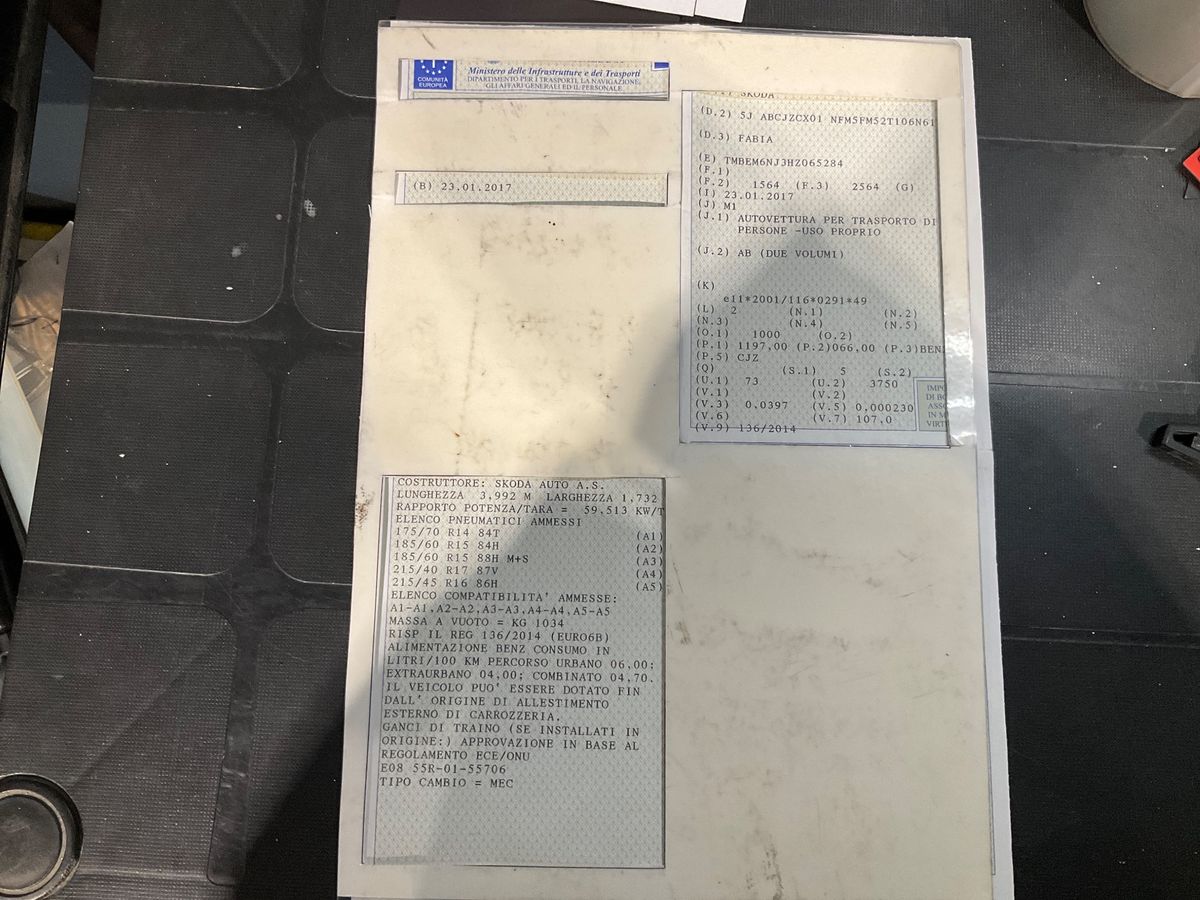 COMUNITÀ
EUROPEA
Ministero delle Infrastrutture e dei Trasporti
DIPARTIMENTO PER I TRASPORTI, LA NAVIGAZIONE,
GLI AFFARI GENERALI ED IL PERSONALE
(B) 23.01.2017
SKODA
(D.2) 5J ABCJZCX01 NFM5FM52T106N61
(D.3) FABIA
(E) TMBEM6NJ3HZ065284
(F.1)
(F.2) 1564 (F.3) 2564 (G)
(I) 23.01.2017
(J) M1
(J.1) AUTOVETTURA PER TRASPORTO DI
PERSONE -USO PROPRIO
(J.2) AB (DUE VOLUMI)
(K)
e11*2001/116*0291*49
(L) 2 (N.1) (N.2)
(N.3) (N.4) (N.5)
(O.1) 1000 (O.2)
(P.1) 1197,00 (P.2)066,00 (P.3)BEN
(P.5) CJZ
(Q) (S.1) 5 (S.2)
(U.1) 73 (U.2) 3750
(V.1) (V.2)
(V.3) 0,0397 (V.5) 0,000230
(V.6) (V.7) 107,0
(V.9) 136/2014
IMPO
DI BO
ASSO
IN M
VIRT
COSTRUTTORE: SKODA AUTO A.S.
LUNGHEZZA 3,992 M LARGHEZZA 1,732
RAPPORTO POTENZA/TARA = 59,513 KW/T
ELENCO PNEUMATICI AMMESSI
175/70 R14 84T (A1)
185/60 R15 84H (A2)
185/60 R15 88H M+S (A3)
215/40 R17 87V (A4)
215/45 R16 86H (A5)
ELENCO COMPATIBILITA' AMMESSE:
A1-A1,A2-A2,A3-A3,A4-A4,A5-A5
MASSA A VUOTO = KG 1034
RISP IL REG 136/2014 (EURO6B)
ALIMENTAZIONE BENZ CONSUMO IN
LITRI/100 KM PERCORSO URBANO 06,00;
EXTRAURBANO 04,00; COMBINATO 04,70.
IL VEICOLO PUO' ESSERE DOTATO FIN
DALL' ORIGINE DI ALLESTIMENTO
ESTERNO DI CARROZZERIA.
GANCI DI TRAINO (SE INSTALLATI IN
ORIGINE:) APPROVAZIONE IN BASE AL
REGOLAMENTO ECE/ONU
E08 55R-01-55706
TIPO CAMBIO = MEC